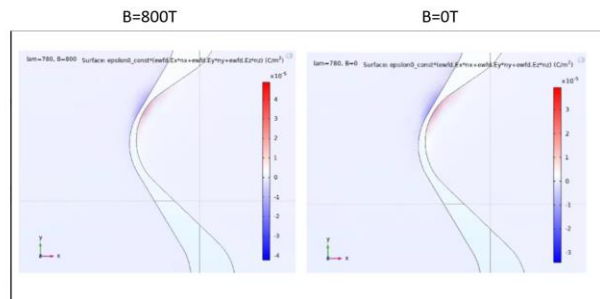 B=800T
B=0T
lam=780, B=800 Surface: epsilon0_const*(ewfd.Ex*nx+ewfd.Ey*ny+ewfd.Ez*nz) (C/m²)
×10⁻⁵
4
3
2
1
0
-1
-2
-3
-4
y
x
lam=780, B=0 Surface: epsilon0_const*(ewfd.Ex*nx+ewfd.Ey*ny+ewfd.Ez*nz) (C/m²)
×10⁻⁵
3
2
1
0
-1
-2
-3
y
x